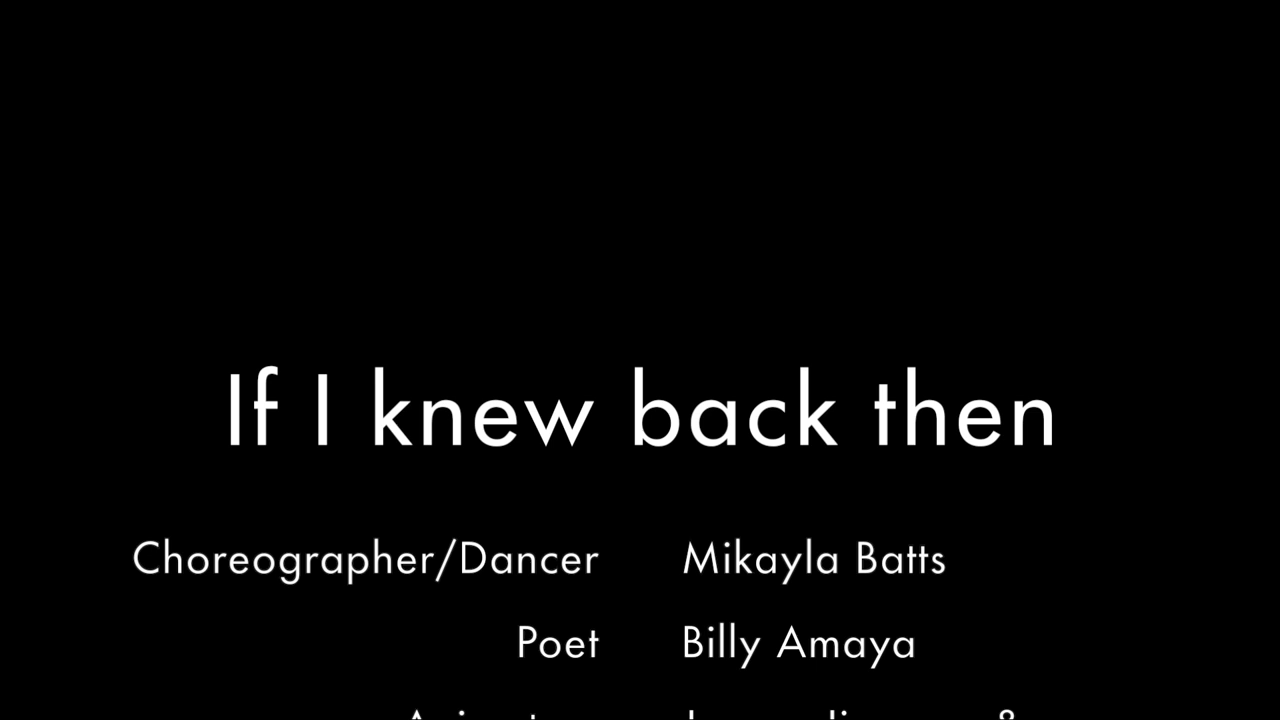 If I knew back then
Choreographer/Dancer Mikayla Batts
Poet Billy Amaya